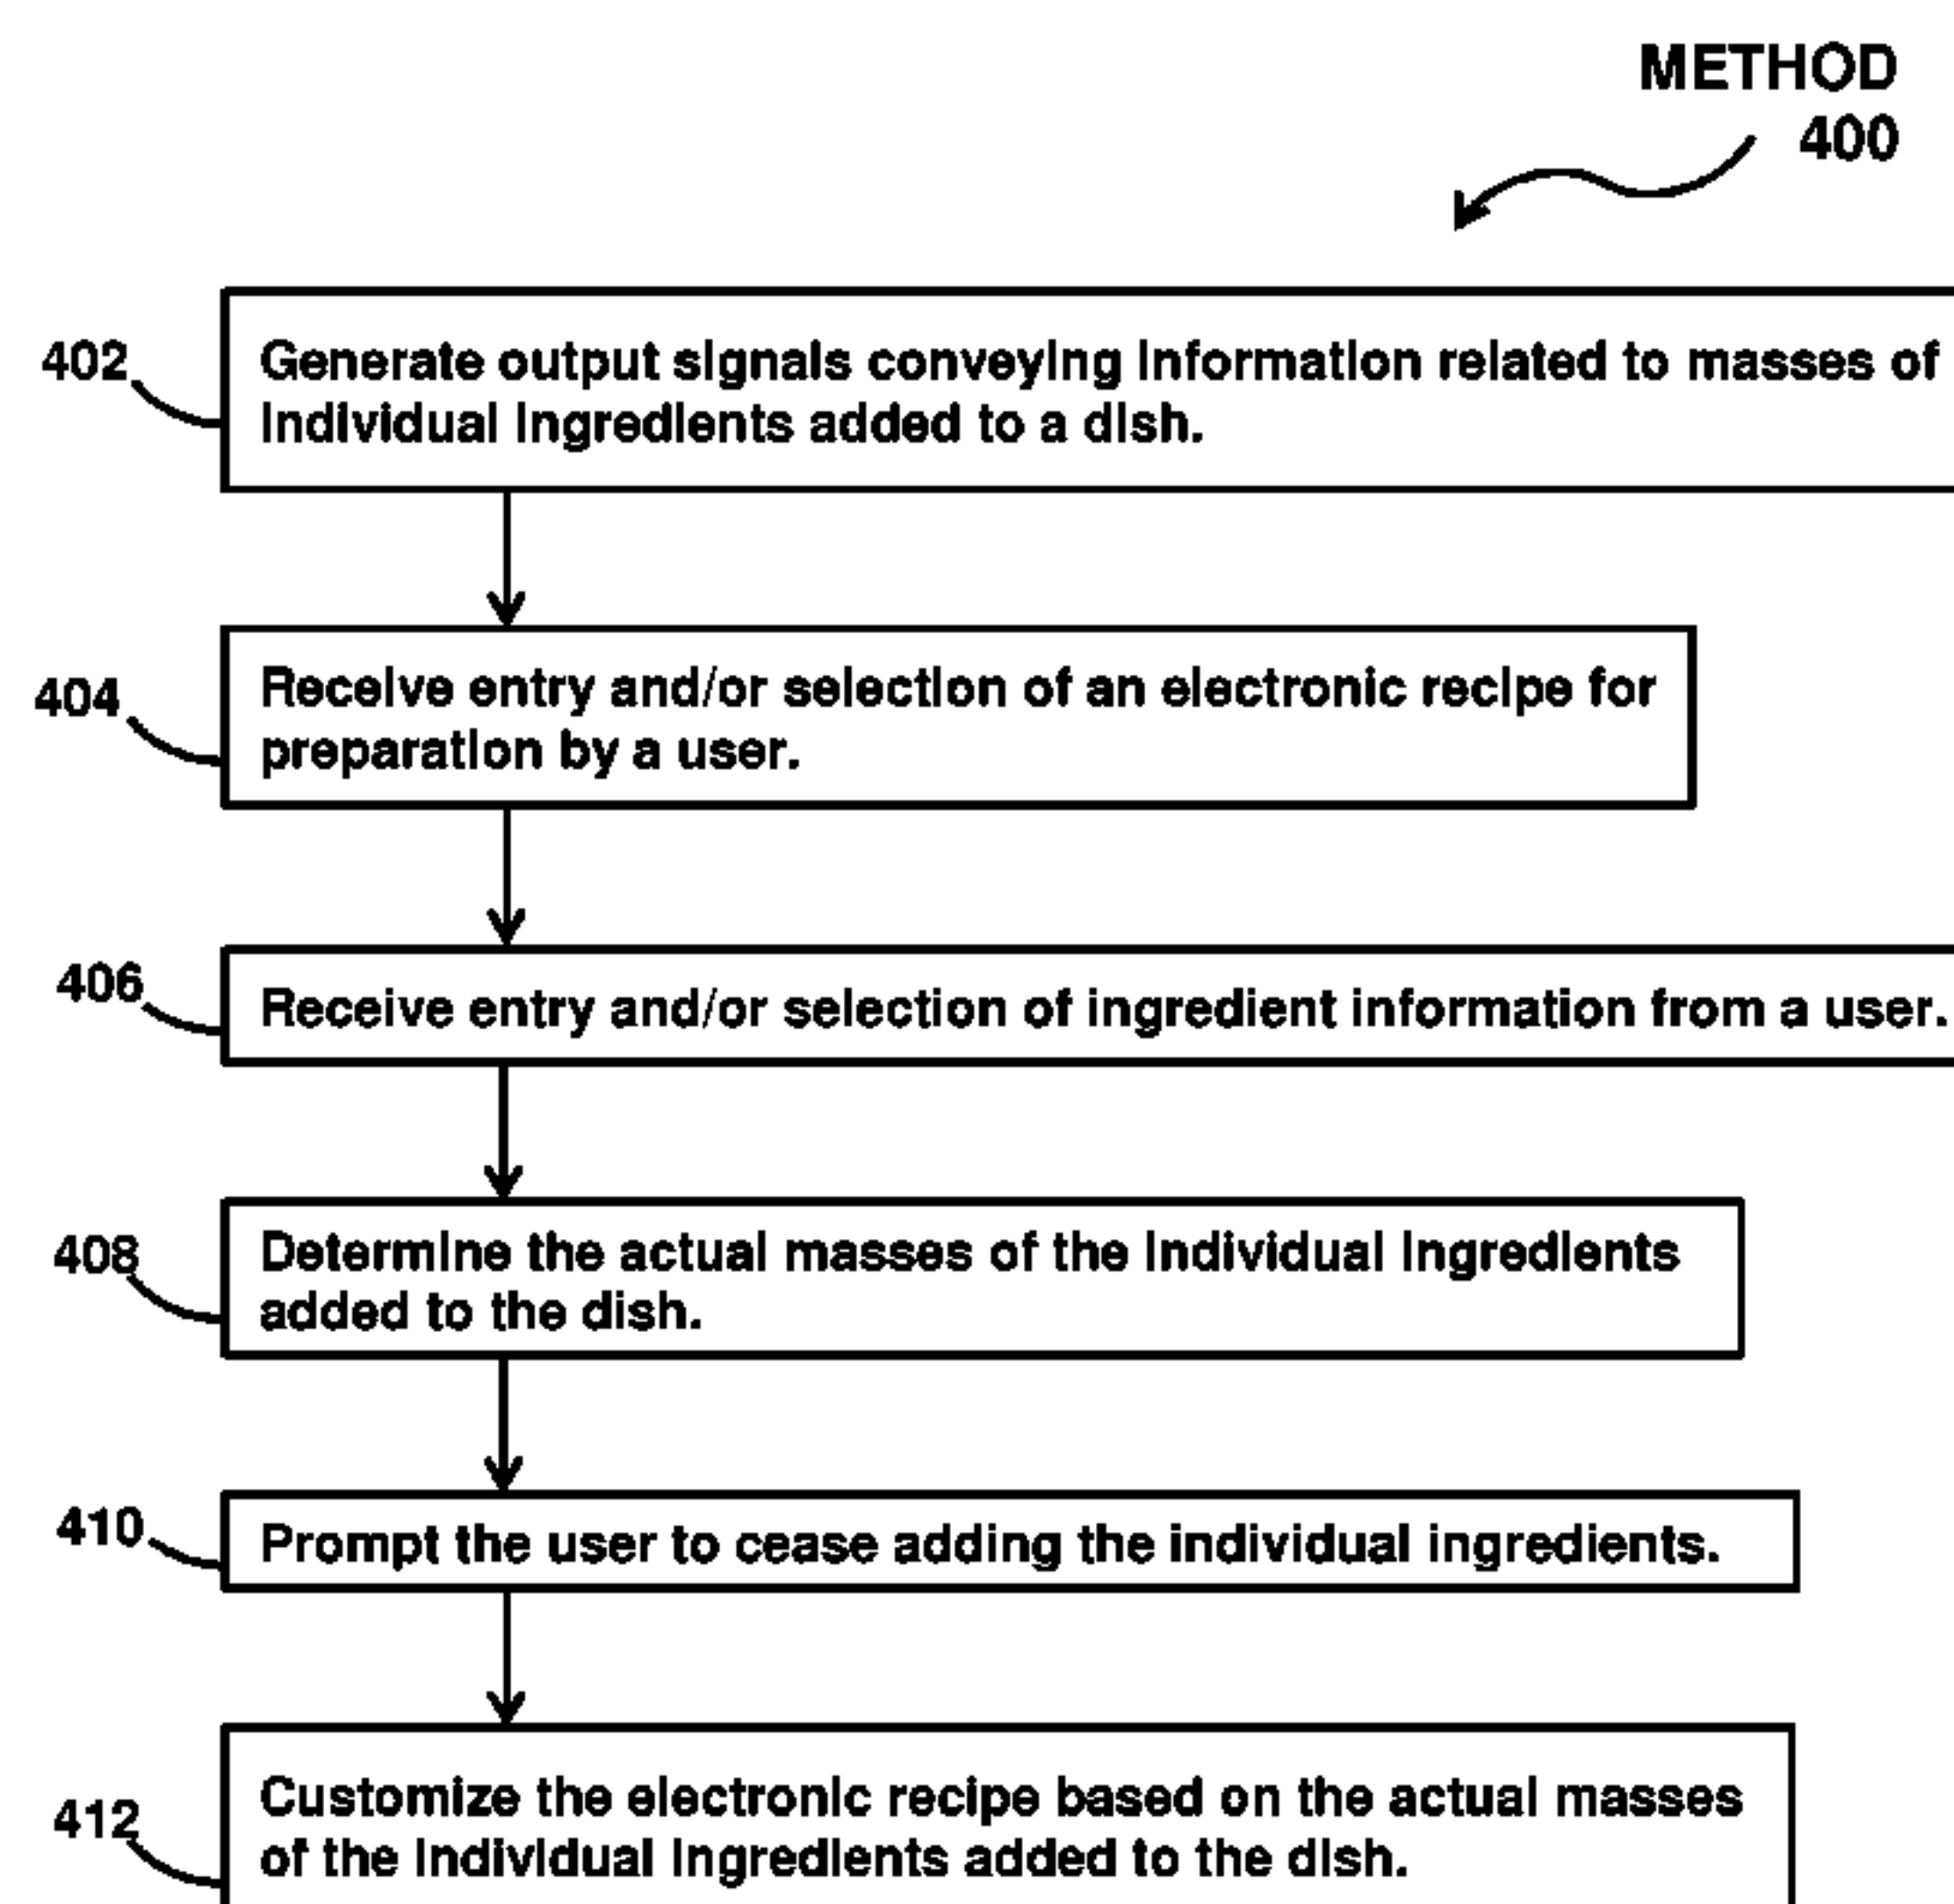 METHOD
400
402
Generate output signals conveying information related to masses of
individual ingredients added to a dish.
404
Receive entry and/or selection of an electronic recipe for
preparation by a user.
406
Receive entry and/or selection of ingredient information from a user.
408
Determine the actual masses of the individual ingredients
added to the dish.
410
Prompt the user to cease adding the individual ingredients.
412
Customize the electronic recipe based on the actual masses
of the individual ingredients added to the dish.